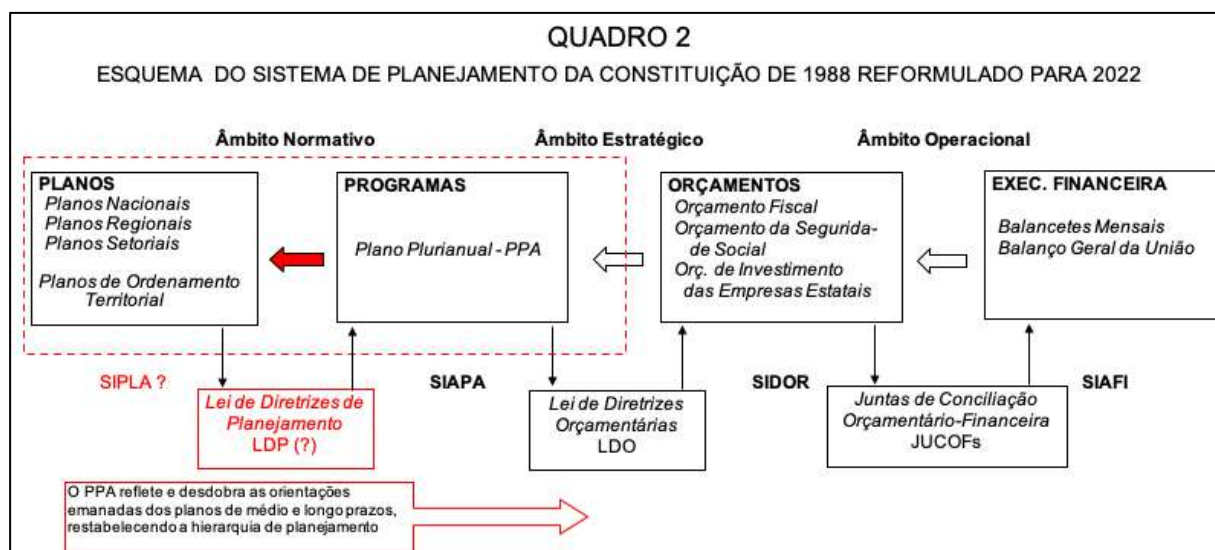 QUADRO 2
ESQUEMA DO SISTEMA DE PLANEJAMENTO DA CONSTITUIÇÃO DE 1988 REFORMULADO PARA 2022
Âmbito Normativo
Âmbito Estratégico
Âmbito Operacional
PLANOS
Planos Nacionais
Planos Regionais
Planos Setoriais
Planos de Ordenamento
Territorial
PROGRAMAS
Plano Plurianual - PPA
ORÇAMENTOS
Orçamento Fiscal
Orçamento da Segurida-
de Social
Orç. de Investimento
das Empresas Estatais
EXEC. FINANCEIRA
Balancetes Mensais
Balanço Geral da União
SIPLA ?
Lei de Diretrizes de
Planejamento
LDP (?)
SIAPA
Lei de Diretrizes
Orçamentárias
LDO
SIDOR
Juntas de Conciliação
Orçamentário-Financeira
JUCOFs
SIAFI
O PPA reflete e desdobra as orientações
emanadas dos planos de médio e longo prazos,
restabelecendo a hierarquia de planejamento